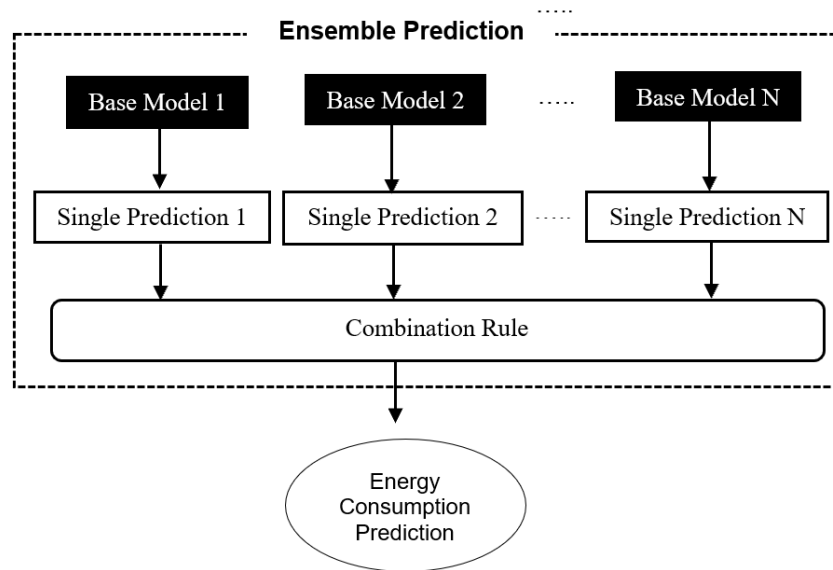 .....
Ensemble Prediction
Base Model 1
Base Model 2
.....
Base Model N
Single Prediction 1
Single Prediction 2
.....
Single Prediction N
Combination Rule
Energy
Consumption
Prediction